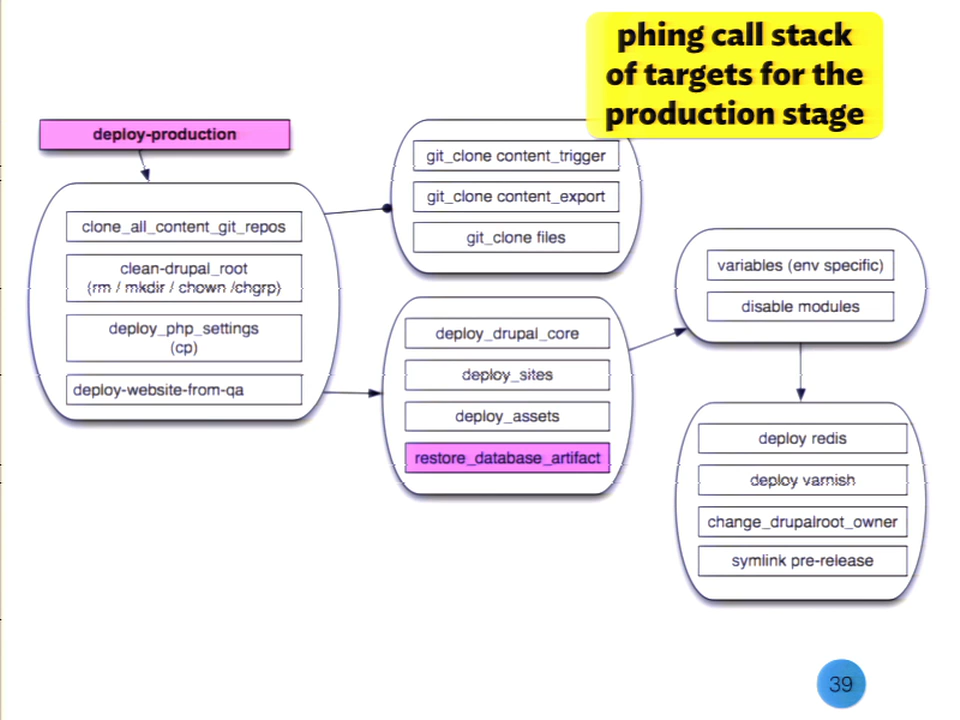 phing call stack
of targets for the
production stage
deploy-production
clone_all_content_git_repos
clean-drupal_root
(rm / mkdir / chown /chgrp)
deploy_php_settings
(cp)
deploy-website-from-qa
git_clone content_trigger
git_clone content_export
git_clone files
deploy_drupal_core
deploy_sites
deploy_assets
restore_database_artifact
variables (env specific)
disable modules
deploy redis
deploy varnish
change_drupalroot_owner
symlink pre-release
39